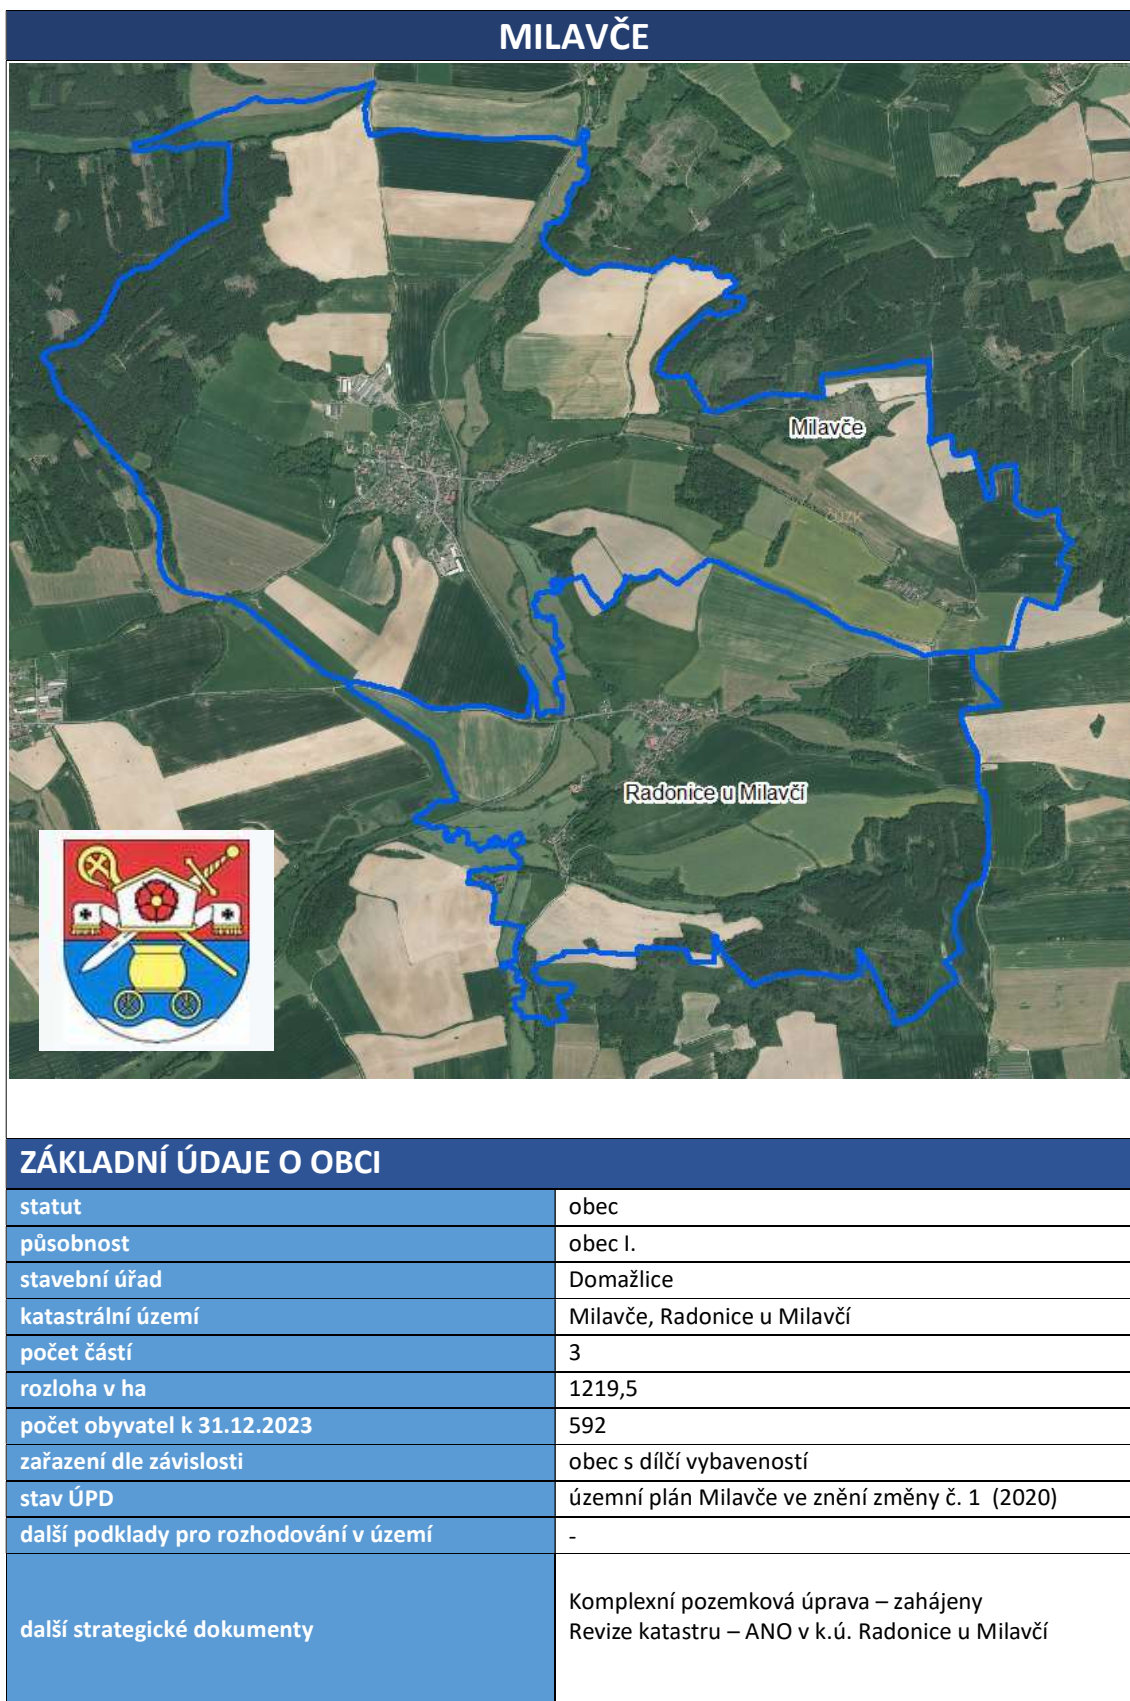 MILAVČE
Milavče
ČÚZK
Radonice u Milavčí
ZÁKLADNÍ ÚDAJE O OBCI
statut obec
působnost obec I.
stavební úřad Domažlice
katastrální území Milavče, Radonice u Milavčí
počet částí 3
rozloha v ha 1219,5
počet obyvatel k 31.12.2023 592
zařazení dle závislosti obec s dílčí vybaveností
stav ÚPD územní plán Milavče ve znění změny č. 1 (2020)
další podklady pro rozhodování v území -
další strategické dokumenty Komplexní pozemková úprava – zahájeny
Revize katastru – ANO v k.ú. Radonice u Milavčí